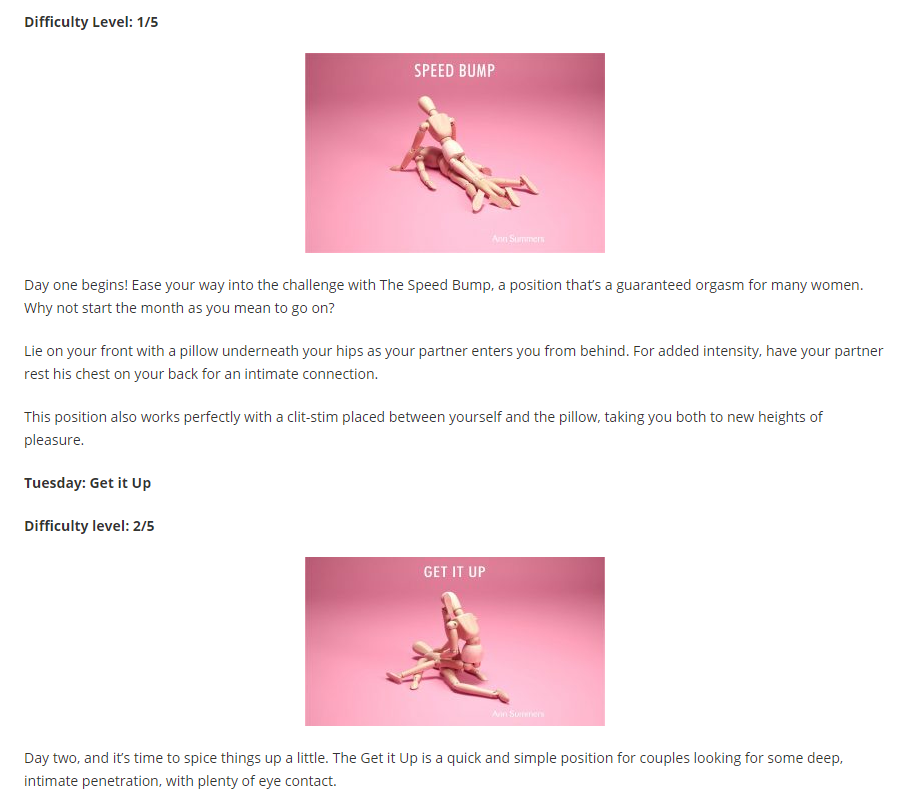 Difficulty Level: 1/5
SPEED BUMP
Ann Summers
Day one begins! Ease your way into the challenge with The Speed Bump, a position that's a guaranteed orgasm for many women.
Why not start the month as you mean to go on?
Lie on your front with a pillow underneath your hips as your partner enters you from behind. For added intensity, have your partner
rest his chest on your back for an intimate connection.
This position also works perfectly with a clit-stim placed between yourself and the pillow, taking you both to new heights of
pleasure.
Tuesday: Get it Up
Difficulty level: 2/5
GET IT UP
Ann Summers
Day two, and it's time to spice things up a little. The Get it Up is a quick and simple position for couples looking for some deep,
intimate penetration, with plenty of eye contact.